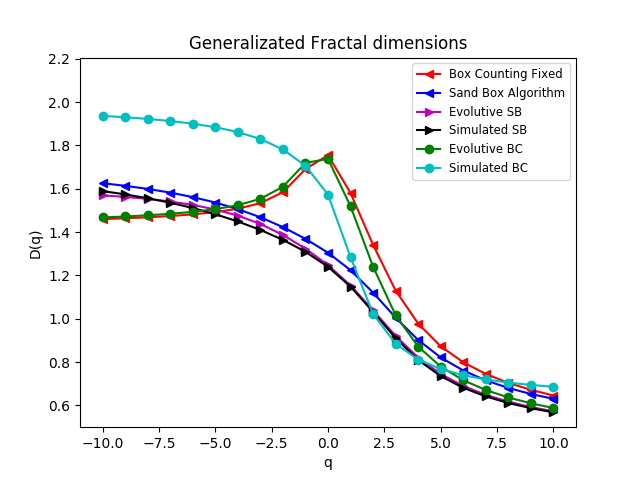 Generalizated Fractal dimensions
Box Counting Fixed
Sand Box Algorithm
Evolutive SB
Simulated SB
Evolutive BC
Simulated BC
D(q)
2.2
2.0
1.8
1.6
1.4
1.2
1.0
0.8
0.6
−10.0 −7.5 −5.0 −2.5 0.0 2.5 5.0 7.5 10.0
q